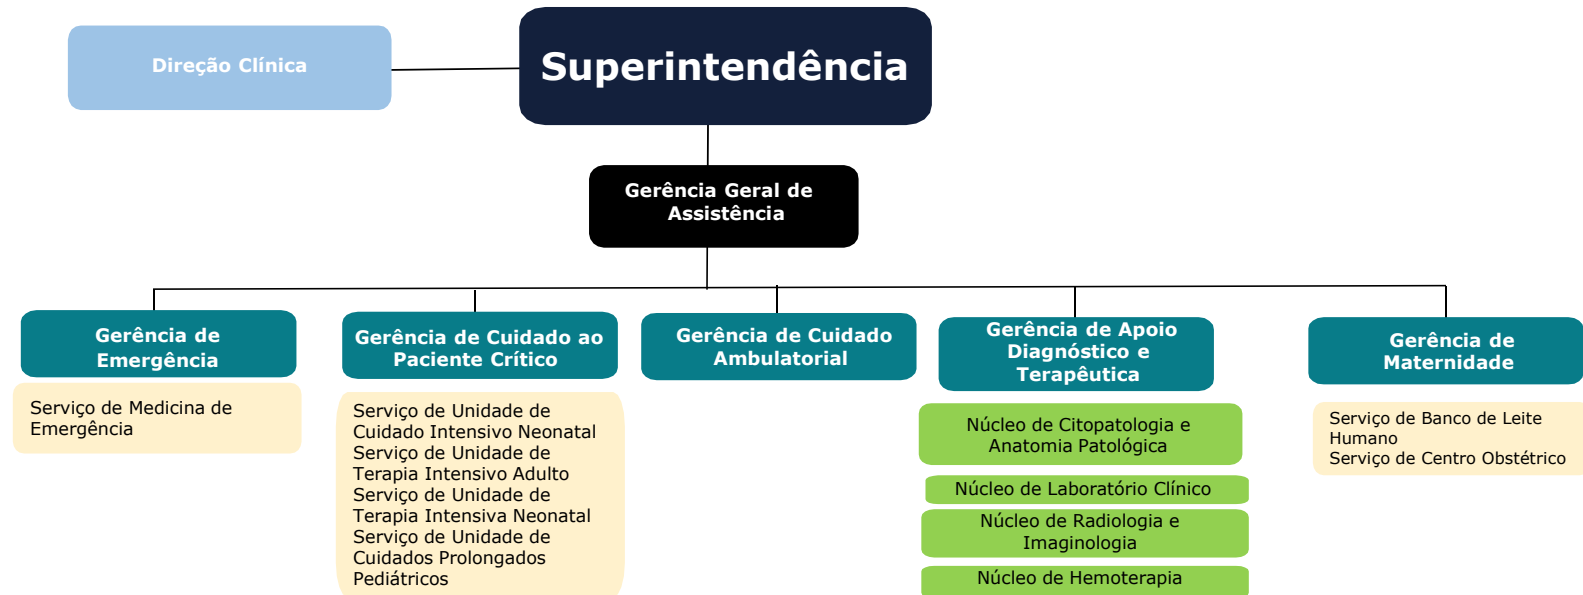 Direção Clínica
Superintendência
Gerência Geral de
Assistência
Gerência de
Emergência
Serviço de Medicina de
Emergência
Gerência de Cuidado ao
Paciente Crítico
Serviço de Unidade de
Cuidado Intensivo Neonatal
Serviço de Unidade de
Terapia Intensivo Adulto
Serviço de Unidade de
Terapia Intensiva Neonatal
Serviço de Unidade de
Cuidados Prolongados
Pediátricos
Gerência de Cuidado
Ambulatorial
Gerência de Apoio
Diagnóstico e
Terapêutica
Núcleo de Citopatologia e
Anatomia Patológica
Núcleo de Laboratório Clínico
Núcleo de Radiologia e
Imaginologia
Núcleo de Hemoterapia
Gerência de
Maternidade
Serviço de Banco de Leite
Humano
Serviço de Centro Obstétrico